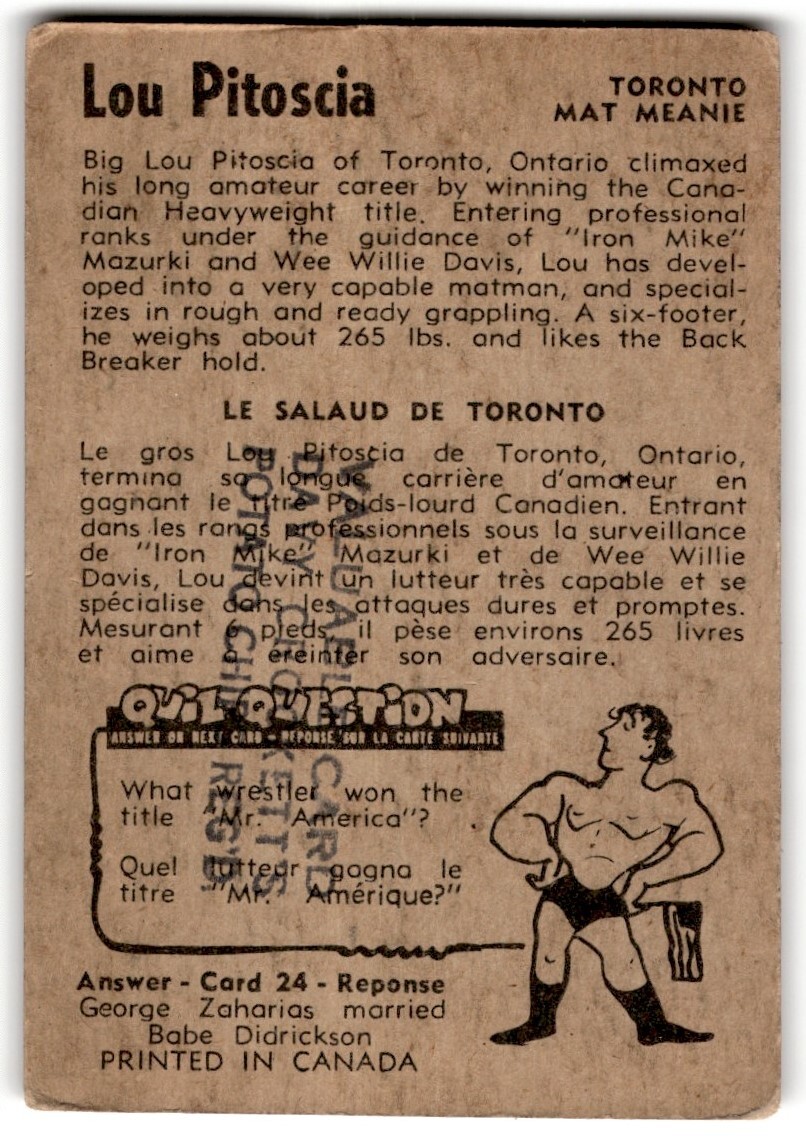 Lou Pitoscia
TORONTO
MAT MEANIE
Big Lou Pitoscia of Toronto, Ontario climaxed
his long amateur career by winning the Cana-
dian Heavyweight title. Entering professional
ranks under the guidance of "Iron Mike"
Mazurki and Wee Willie Davis, Lou has devel-
oped into a very capable matman, and special-
izes in rough and ready grappling. A six-footer,
he weighs about 265 lbs. and likes the Back
Breaker hold.
LE SALAUD DE TORONTO
Le gros Lou Pitoscia de Toronto, Ontario,
termina sa longue carrière d'amateur en
gagnant le titre Poids-lourd Canadien. Entrant
dans les rangs professionnels sous la surveillance
de "Iron Mike" Mazurki et de Wee Willie
Davis, Lou devint un lutteur très capable et se
spécialise dans les attaques dures et promptes.
Mesurant 6 pieds, il pèse environs 265 livres
et aime à éreinter son adversaire.
QUIZ QUESTION
ANSWER ON NEXT CARD - REPONSE SUR LA CARTE SUIVANTE
What wrestler won the
title "Mr. America"?
Quel lutteur gagna le
titre "Mr. Amérique?"
Answer - Card 24 - Reponse
George Zaharias married
Babe Didrickson
PRINTED IN CANADA
VALUABLE CARD
POTATO CHIPS REG'D.